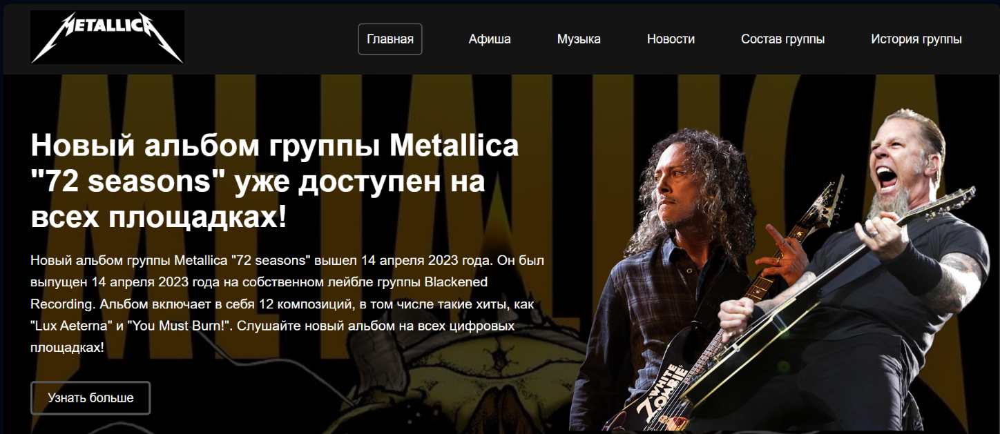 METALLICA
Главная
Афиша
Музыка
Новости
Состав группы
История группы
METALLICA
Новый альбом группы Metallica
"72 seasons" уже доступен на
всех площадках!
Новый альбом группы Metallica "72 seasons" вышел 14 апреля 2023 года. Он был
выпущен 14 апреля 2023 года на собственном лейбле группы Blackened
Recording. Альбом включает в себя 12 композиций, в том числе такие хиты, как
"Lux Aeterna" и "You Must Burn!". Слушайте новый альбом на всех цифровых
площадках!
Узнать больше
WHITE
ZOMBIE